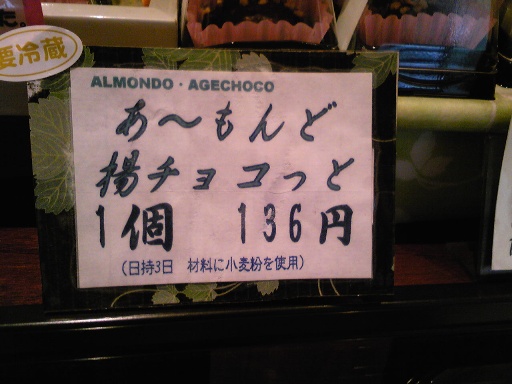 た。
要冷蔵
ALMONDO・AGECHOCO
あ〜もんど
揚チョコっと
1個 136円
(日持3日 材料に小麦粉を使用)